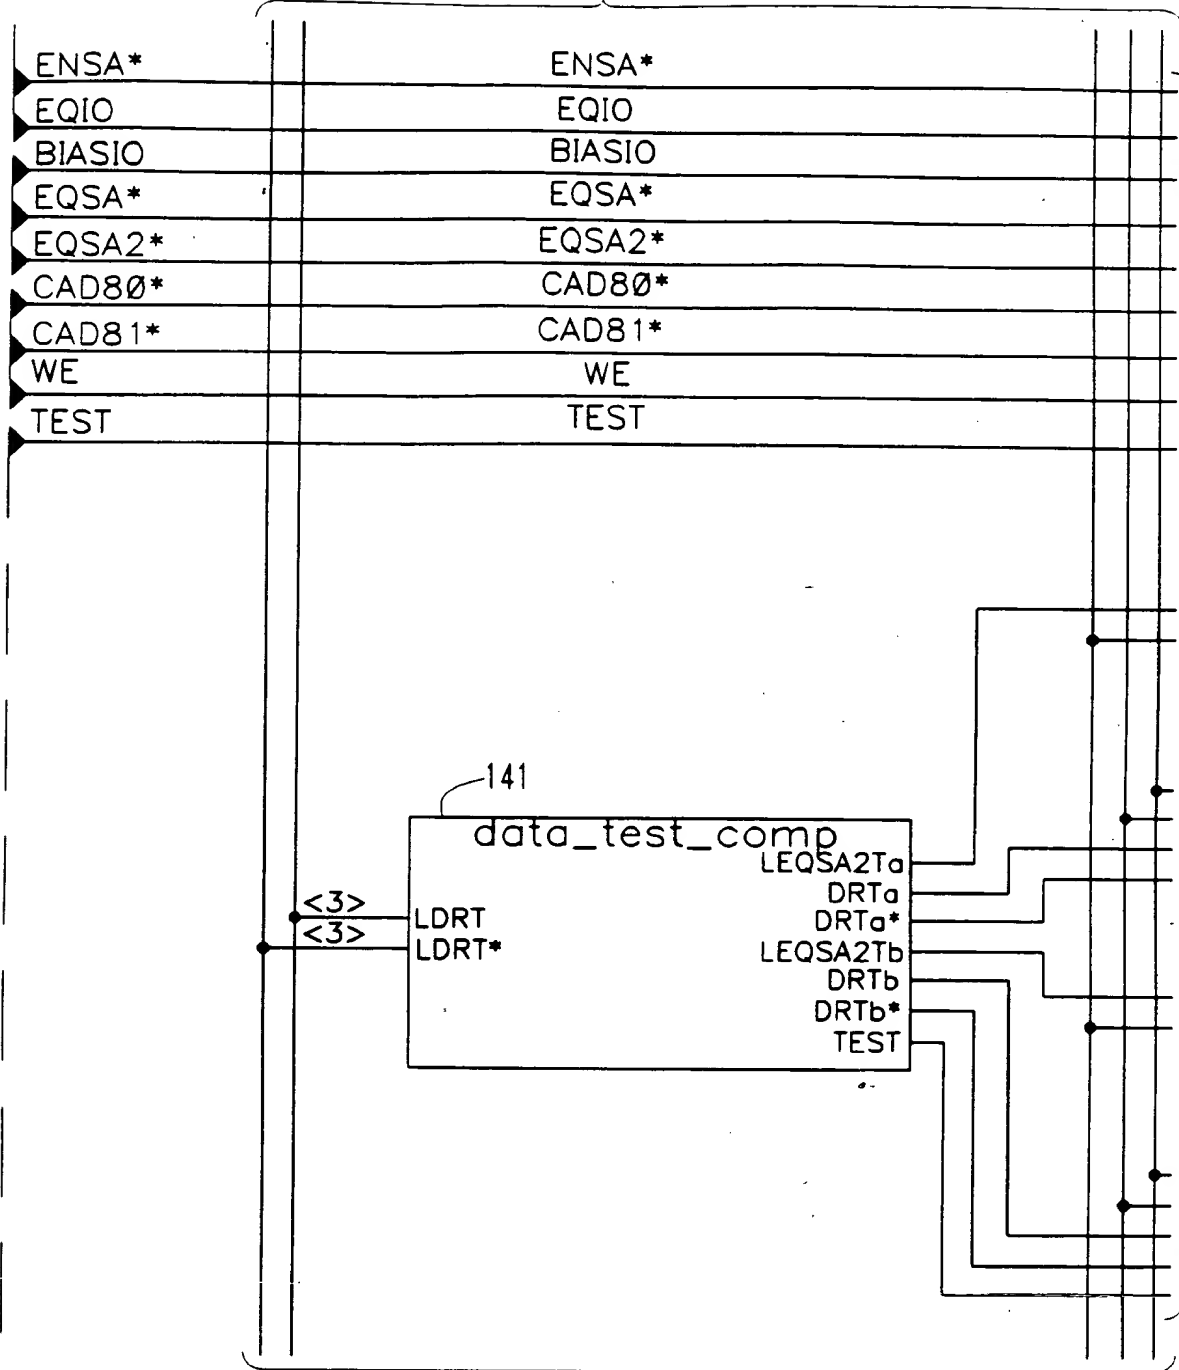 ENSA* ENSA*
EQIO EQIO
BIASIO BIASIO
EQSA* EQSA*
EQSA2* EQSA2*
CAD8Ø* CAD8Ø*
CAD81* CAD81*
WE WE
TEST TEST
141
data_test_comp
LEQSA2Ta
DRTa
<3> LDRT DRTa*
<3> LDRT* LEQSA2Tb
DRTb
DRTb*
TEST